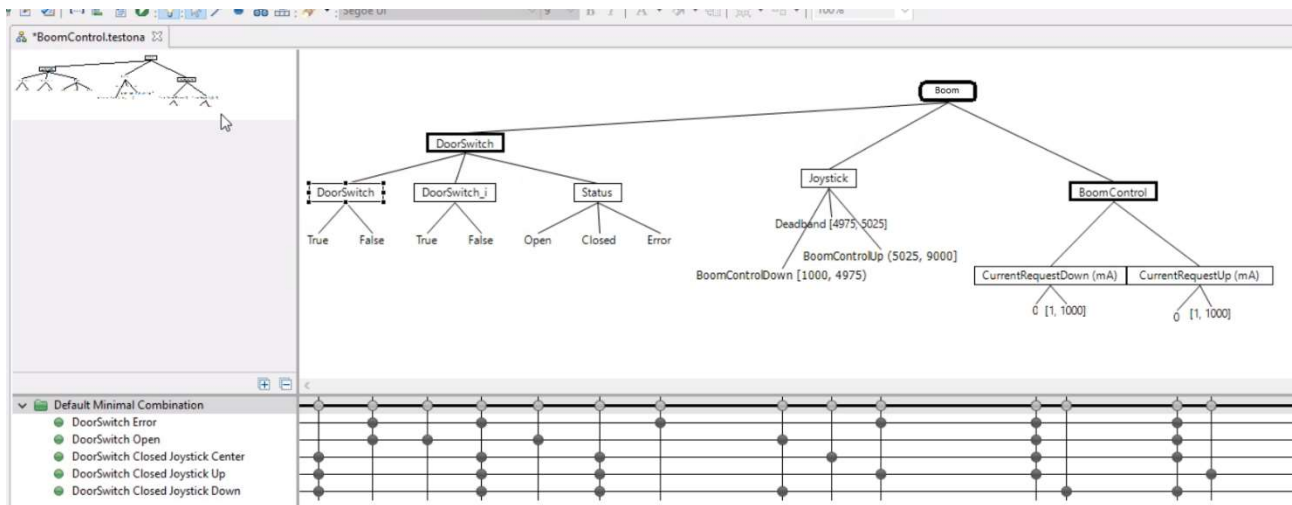 Segoe UI 9 B I A 100%
*BoomControl.testona
Boom
DoorSwitch
Joystick
DoorSwitch DoorSwitch_i Status BoomControl
Deadband [4975, 5025]
True False True False Open Closed Error
BoomControlUp (5025, 9000]
BoomControlDown [1000, 4975)
CurrentRequestDown (mA) CurrentRequestUp (mA)
0 [1, 1000] 0 [1, 1000]
Default Minimal Combination
DoorSwitch Error
DoorSwitch Open
DoorSwitch Closed Joystick Center
DoorSwitch Closed Joystick Up
DoorSwitch Closed Joystick Down